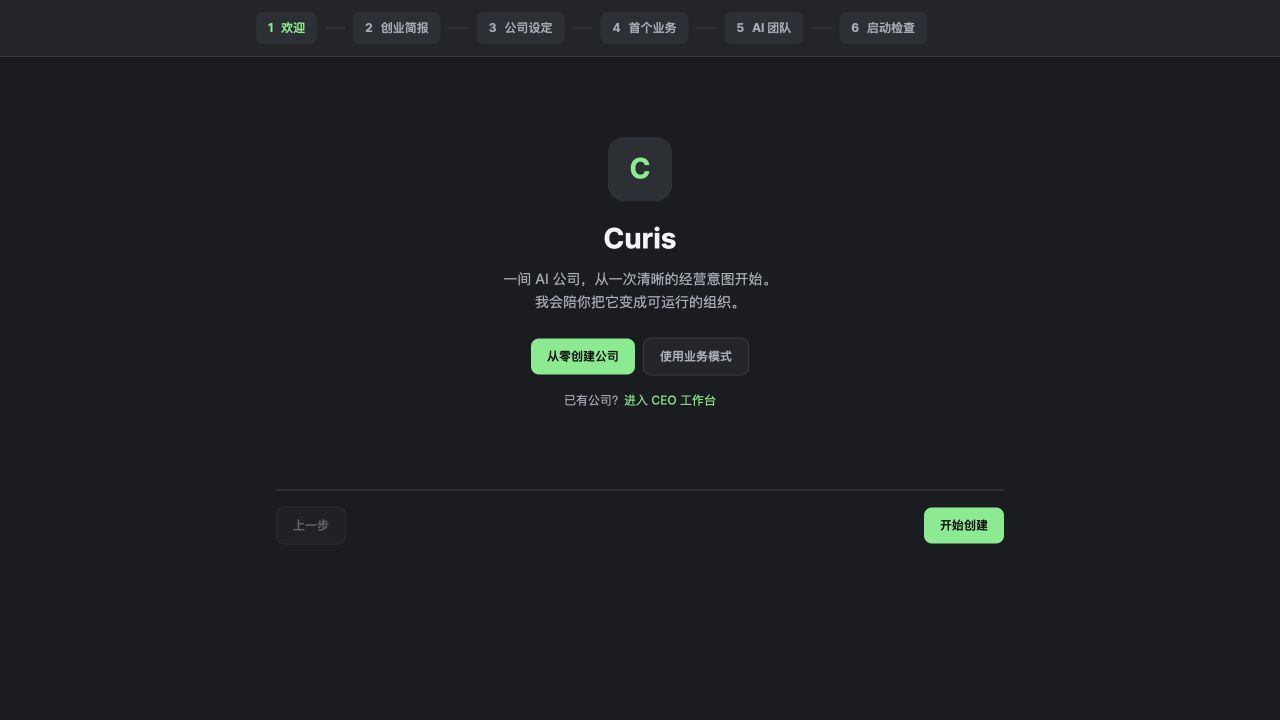 1 欢迎 2 创业简报 3 公司设定 4 首个业务 5 AI 团队 6 启动检查
C
Curis
一间 AI 公司，从一次清晰的经营意图开始。
我会陪你把它变成可运行的组织。
从零创建公司 使用业务模式
已有公司? 进入 CEO 工作台
上一步 开始创建